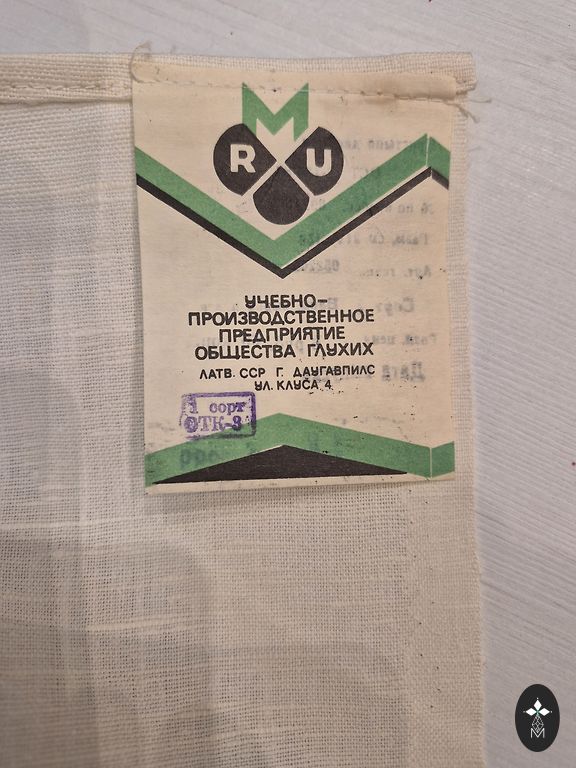 M
R U
УЧЕБНО-
ПРОИЗВОДСТВЕННОЕ
ПРЕДПРИЯТИЕ
ОБЩЕСТВА ГЛУХИХ
ЛАТВ. ССР Г. ДАУГАВПИЛС
УЛ. КЛУСА 4
1 сорт
ОТК-3
M